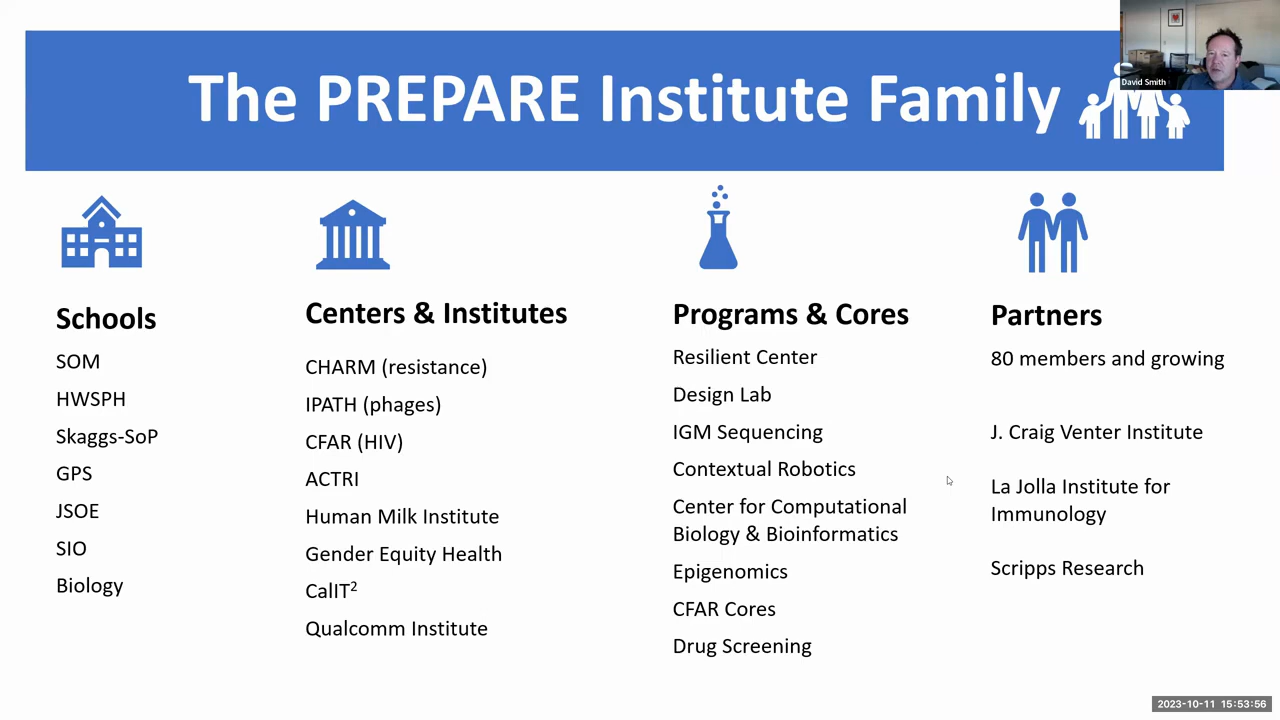 The PREPARE Institute Family
David Smith
Schools
SOM
HWSPH
Skaggs-SoP
GPS
JSOE
SIO
Biology
Centers & Institutes
CHARM (resistance)
IPATH (phages)
CFAR (HIV)
ACTRI
Human Milk Institute
Gender Equity Health
CalIT²
Qualcomm Institute
Programs & Cores
Resilient Center
Design Lab
IGM Sequencing
Contextual Robotics
Center for Computational
Biology & Bioinformatics
Epigenomics
CFAR Cores
Drug Screening
Partners
80 members and growing
J. Craig Venter Institute
La Jolla Institute for
Immunology
Scripps Research
2023-10-11 15:53:56